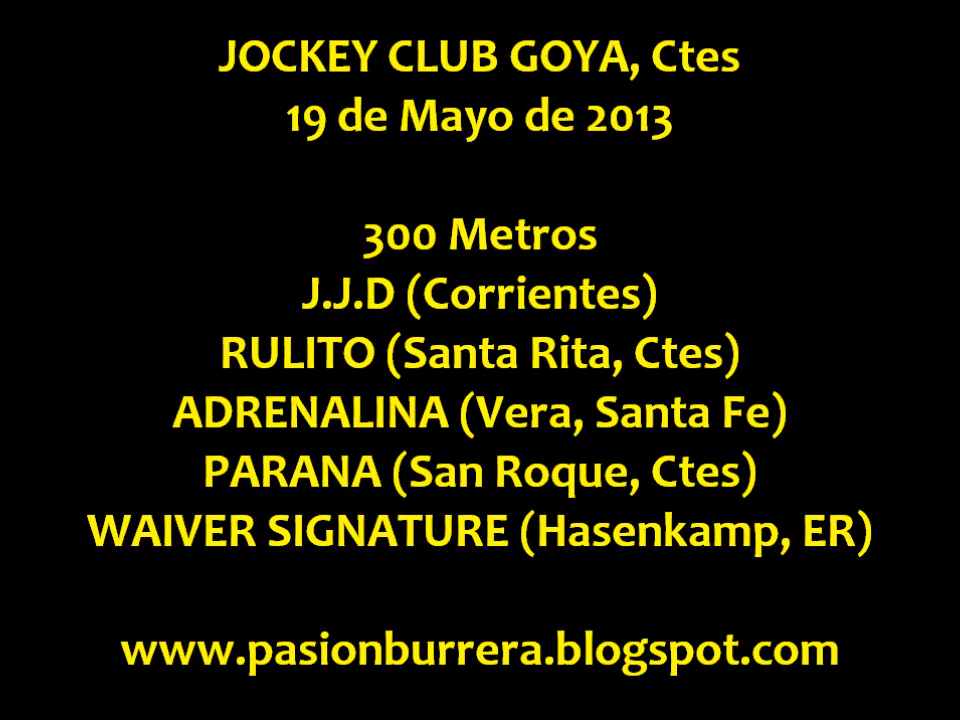 JOCKEY CLUB GOYA, Ctes
19 de Mayo de 2013
300 Metros
J.J.D (Corrientes)
RULITO (Santa Rita, Ctes)
ADRENALINA (Vera, Santa Fe)
PARANA (San Roque, Ctes)
WAIVER SIGNATURE (Hasenkamp, ER)
www.pasionburrera.blogspot.com